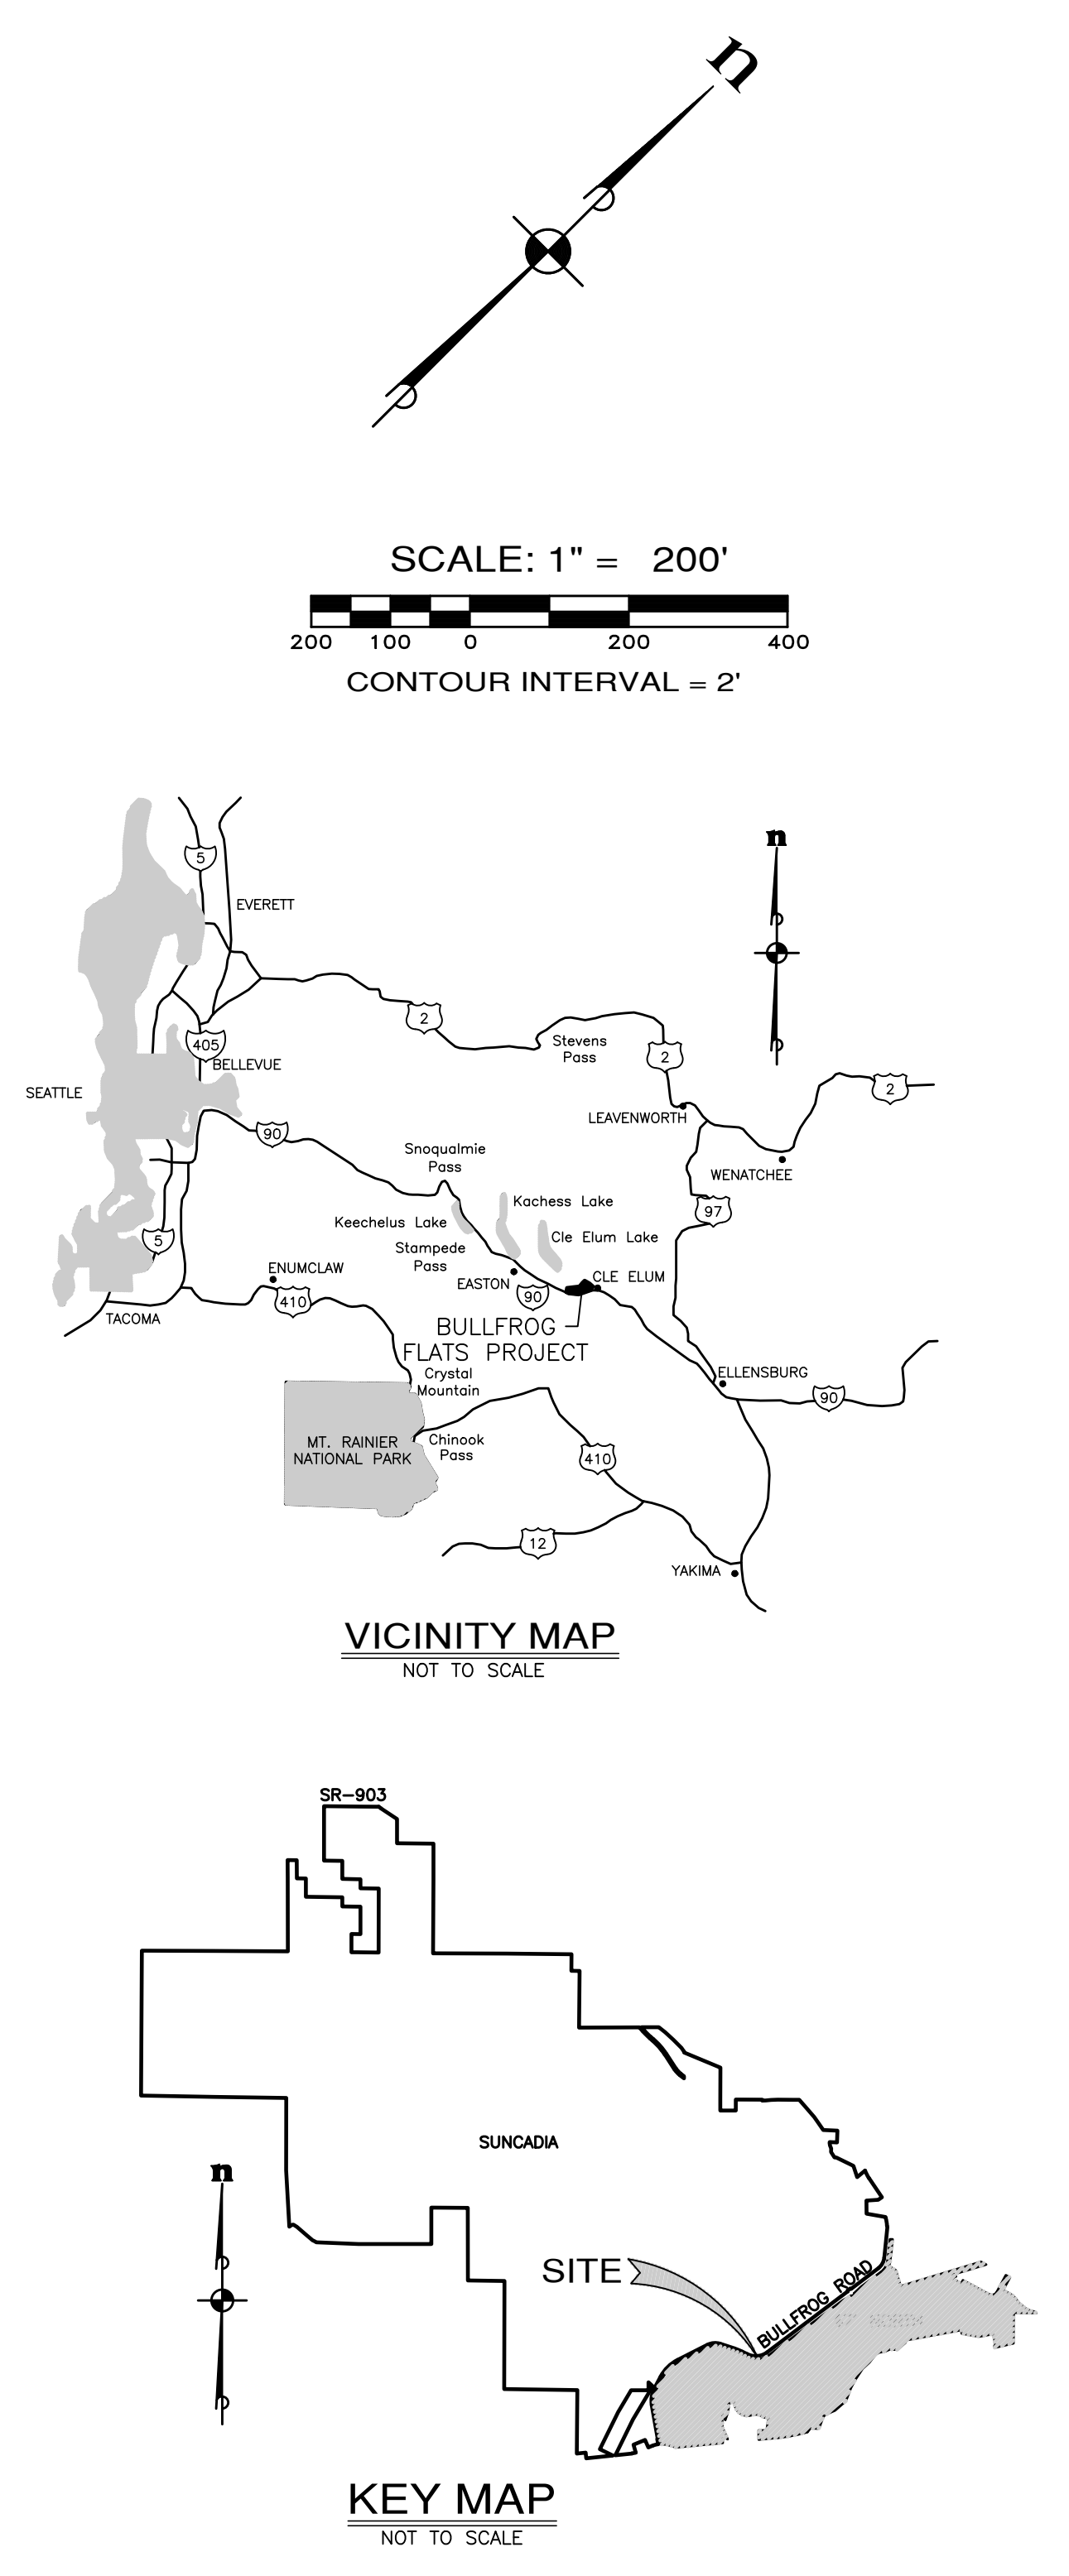 n
SCALE: 1" = 200'
200 100 0 200 400
CONTOUR INTERVAL = 2'
n
5
EVERETT
2
Stevens
Pass
2
405
BELLEVUE
SEATTLE
2
LEAVENWORTH
90
Snoqualmie
Pass
WENATCHEE
Kachess Lake
97
Keechelus Lake
Cle Elum Lake
5
Stampede
Pass
ENUMCLAW
EASTON
CLE ELUM
90
410
TACOMA
BULLFROG
FLATS PROJECT
Crystal
Mountain
ELLENSBURG
90
MT. RAINIER
NATIONAL PARK
Chinook
Pass
410
12
YAKIMA
VICINITY MAP
NOT TO SCALE
SR-903
SUNCADIA
n
SITE
BULLFROG ROAD
KEY MAP
NOT TO SCALE